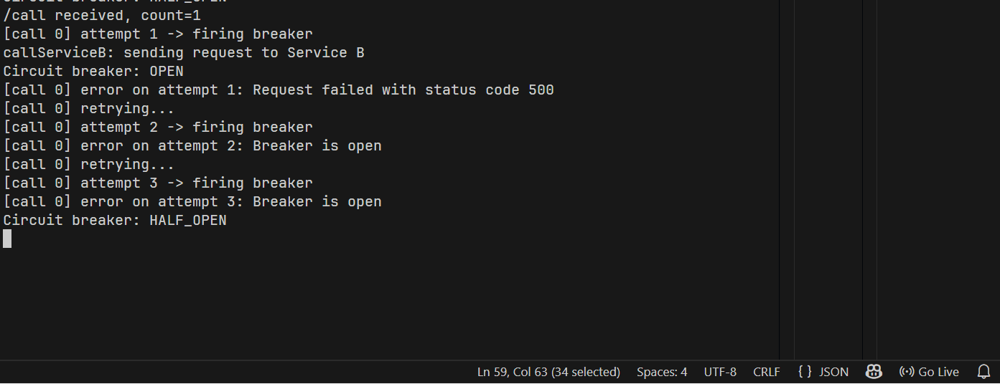 Circuit breaker: HALF_OPEN
/call received, count=1
[call 0] attempt 1 -> firing breaker
callServiceB: sending request to Service B
Circuit breaker: OPEN
[call 0] error on attempt 1: Request failed with status code 500
[call 0] retrying...
[call 0] attempt 2 -> firing breaker
[call 0] error on attempt 2: Breaker is open
[call 0] retrying...
[call 0] attempt 3 -> firing breaker
[call 0] error on attempt 3: Breaker is open
Circuit breaker: HALF_OPEN
Ln 59, Col 63 (34 selected) Spaces: 4 UTF-8 CRLF { } JSON Go Live